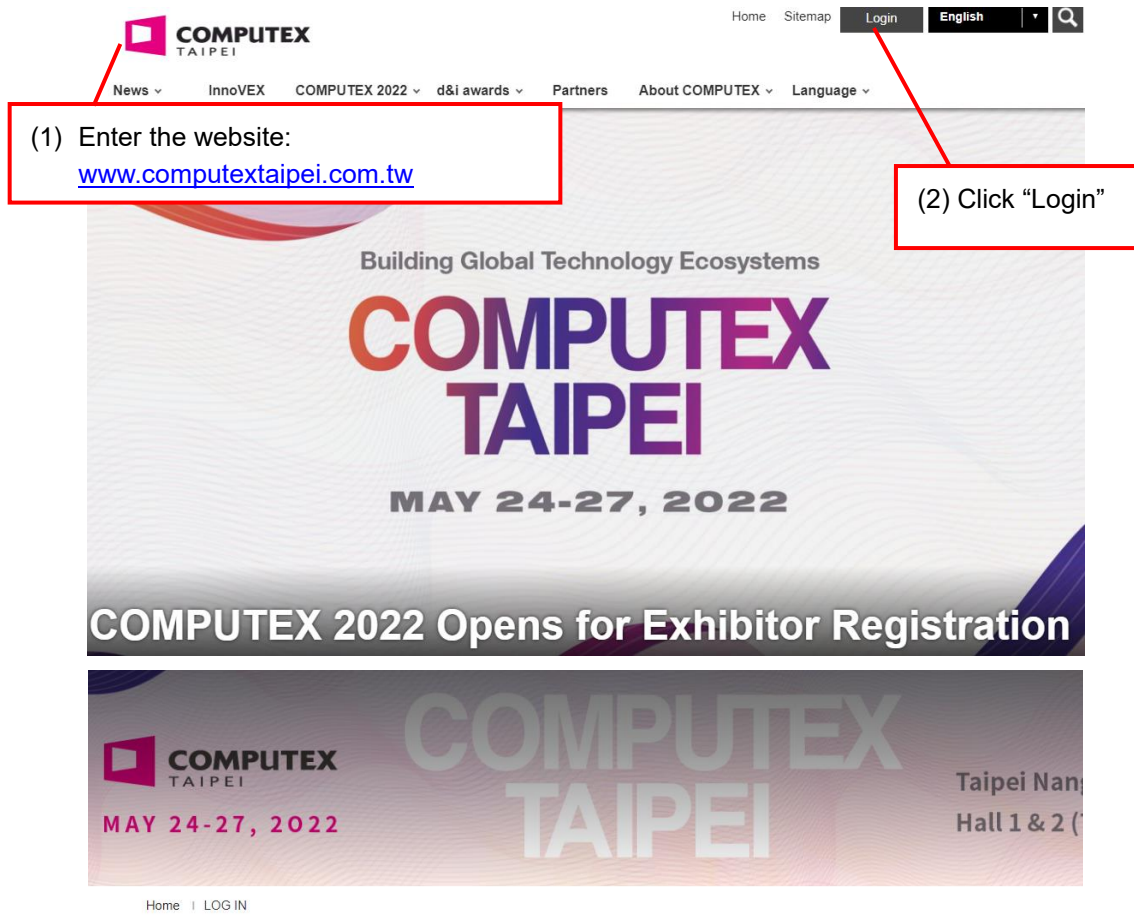 COMPUTEX
TAIPEI
Home Sitemap Login English
News InnoVEX COMPUTEX 2022 d&i awards Partners About COMPUTEX Language
(1) Enter the website:
www.computextaipei.com.tw
(2) Click “Login”
Building Global Technology Ecosystems
COMPUTEX
TAIPEI
MAY 24-27, 2022
COMPUTEX 2022 Opens for Exhibitor Registration
COMPUTEX
TAIPEI
COMPUTEX
TAIPEI
MAY 24-27, 2022
Taipei Nang
Hall 1 & 2 (
Home | LOG IN